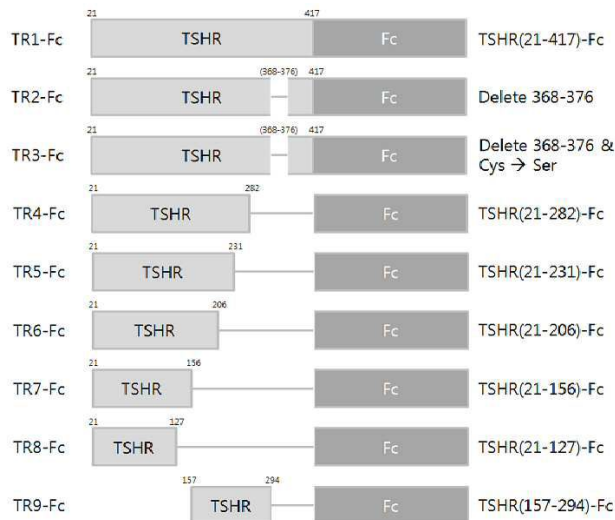 21 417
TR1-Fc TSHR Fc TSHR(21-417)-Fc
21 (368-376) 417
TR2-Fc TSHR Fc Delete 368-376
21 (368-376) 417
TR3-Fc TSHR Fc Delete 368-376 &
Cys → Ser
21 282
TR4-Fc TSHR Fc TSHR(21-282)-Fc
21 231
TR5-Fc TSHR Fc TSHR(21-231)-Fc
21 206
TR6-Fc TSHR Fc TSHR(21-206)-Fc
21 156
TR7-Fc TSHR Fc TSHR(21-156)-Fc
21 127
TR8-Fc TSHR Fc TSHR(21-127)-Fc
157 294
TR9-Fc TSHR Fc TSHR(157-294)-Fc